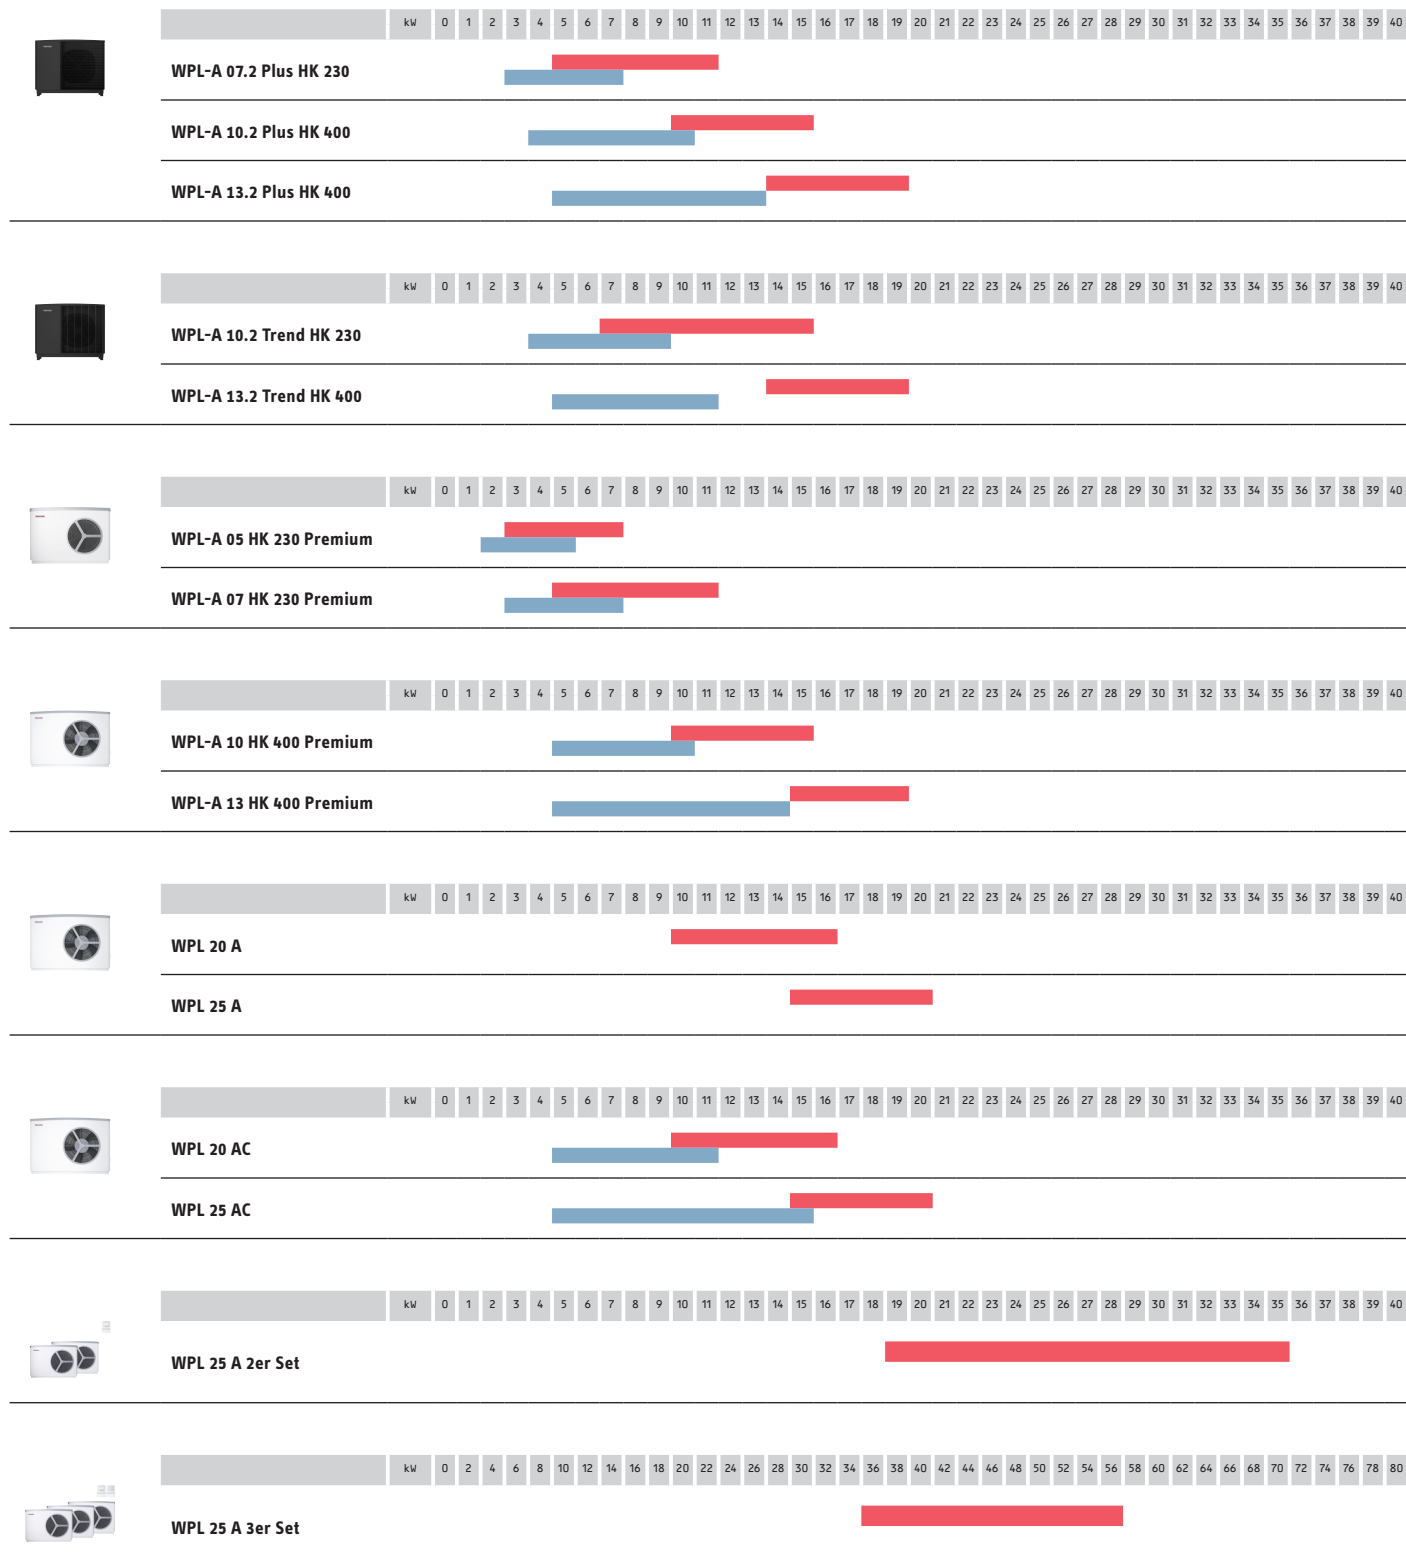 kW 0 1 2 3 4 5 6 7 8 9 10 11 12 13 14 15 16 17 18 19 20 21 22 23 24 25 26 27 28 29 30 31 32 33 34 35 36 37 38 39 40
WPL-A 07.2 Plus HK 230
WPL-A 10.2 Plus HK 400
WPL-A 13.2 Plus HK 400
kW 0 1 2 3 4 5 6 7 8 9 10 11 12 13 14 15 16 17 18 19 20 21 22 23 24 25 26 27 28 29 30 31 32 33 34 35 36 37 38 39 40
WPL-A 10.2 Trend HK 230
WPL-A 13.2 Trend HK 400
kW 0 1 2 3 4 5 6 7 8 9 10 11 12 13 14 15 16 17 18 19 20 21 22 23 24 25 26 27 28 29 30 31 32 33 34 35 36 37 38 39 40
WPL-A 05 HK 230 Premium
WPL-A 07 HK 230 Premium
kW 0 1 2 3 4 5 6 7 8 9 10 11 12 13 14 15 16 17 18 19 20 21 22 23 24 25 26 27 28 29 30 31 32 33 34 35 36 37 38 39 40
WPL-A 10 HK 400 Premium
WPL-A 13 HK 400 Premium
kW 0 1 2 3 4 5 6 7 8 9 10 11 12 13 14 15 16 17 18 19 20 21 22 23 24 25 26 27 28 29 30 31 32 33 34 35 36 37 38 39 40
WPL 20 A
WPL 25 A
kW 0 1 2 3 4 5 6 7 8 9 10 11 12 13 14 15 16 17 18 19 20 21 22 23 24 25 26 27 28 29 30 31 32 33 34 35 36 37 38 39 40
WPL 20 AC
WPL 25 AC
kW 0 1 2 3 4 5 6 7 8 9 10 11 12 13 14 15 16 17 18 19 20 21 22 23 24 25 26 27 28 29 30 31 32 33 34 35 36 37 38 39 40
WPL 25 A 2er Set
kW 0 2 4 6 8 10 12 14 16 18 20 22 24 26 28 30 32 34 36 38 40 42 44 46 48 50 52 54 56 58 60 62 64 66 68 70 72 74 76 78 80
WPL 25 A 3er Set